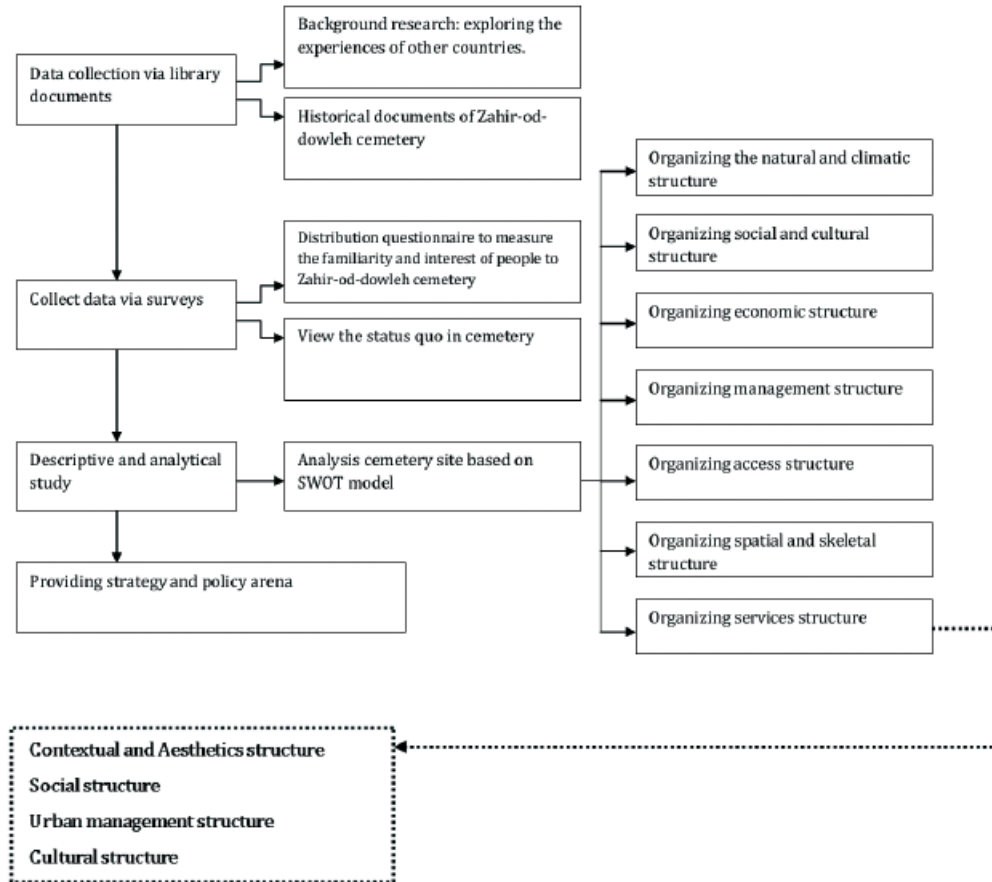 Background research: exploring the
experiences of other countries.
Data collection via library
documents
Historical documents of Zahir-od-
dowleh cemetery
Organizing the natural and climatic
structure
Organizing social and cultural
structure
Distribution questionnaire to measure
the familiarity and interest of people to
Zahir-od-dowleh cemetery
Collect data via surveys
View the status quo in cemetery
Organizing economic structure
Organizing management structure
Descriptive and analytical
study
Analysis cemetery site based on
SWOT model
Organizing access structure
Organizing spatial and skeletal
structure
Providing strategy and policy arena
Organizing services structure
Contextual and Aesthetics structure
Social structure
Urban management structure
Cultural structure